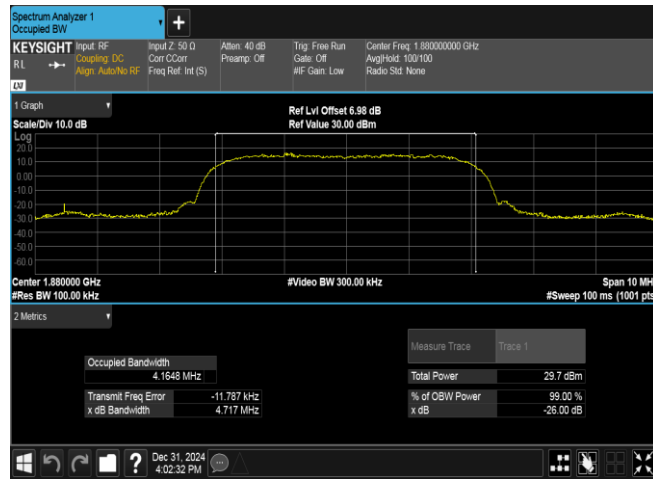 Spectrum Analyzer 1
Occupied BW
+
KEYSIGHT Input: RF Input Z: 50 Ω Atten: 40 dB Trig: Free Run Center Freq: 1.880000000 GHz
RL Coupling: DC Corr CCorr Preamp: Off Gate: Off Avg|Hold: 100/100
Align: Auto/No RF Freq Ref: Int (S) #IF Gain: Low Radio Std: None
LXI
1 Graph
Ref Lvl Offset 6.98 dB
Scale/Div 10.0 dB Ref Value 30.00 dBm
Log
20.0
10.0
0.00
-10.0
-20.0
-30.0
-40.0
-50.0
-60.0
Center 1.880000 GHz #Video BW 300.00 kHz Span 10 MH
#Res BW 100.00 kHz #Sweep 100 ms (1001 pts
2 Metrics
Measure Trace Trace 1
Occupied Bandwidth
4.1648 MHz Total Power 29.7 dBm
Transmit Freq Error -11.787 kHz % of OBW Power 99.00 %
x dB Bandwidth 4.717 MHz x dB -26.00 dB
? Dec 31, 2024
4:02:32 PM